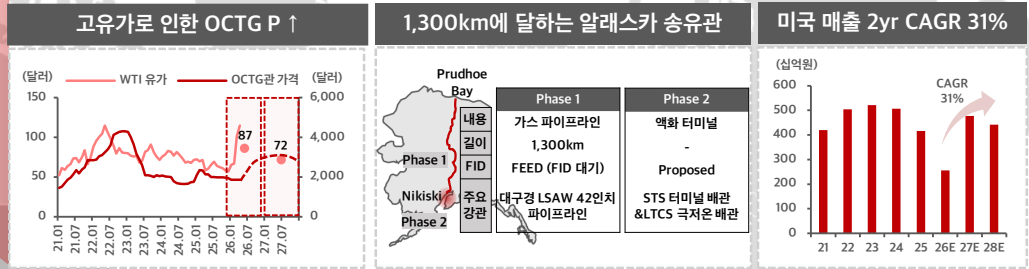 고유가로 인한 OCTG P ↑
(달러)
WTI 유가
OCTG관 가격
(달러)
150
100
50
0
6,000
4,000
2,000
0
87
72
21.01
21.07
22.01
22.07
23.01
23.07
24.01
24.07
25.01
25.07
26.01
26.07
27.01
27.07
1,300km에 달하는 알래스카 송유관
Prudhoe
Bay
Phase 1
Nikiski
Phase 2
Phase 1
Phase 2
내용
가스 파이프라인
액화 터미널
길이
1,300km
-
FID
FEED (FID 대기)
Proposed
주요
강관
대구경 LSAW 42인치
파이프라인
STS 터미널 배관
&LTCS 극저온 배관
미국 매출 2yr CAGR 31%
(십억원)
600
500
400
300
200
100
0
CAGR
31%
21 22 23 24 25 26E 27E 28E